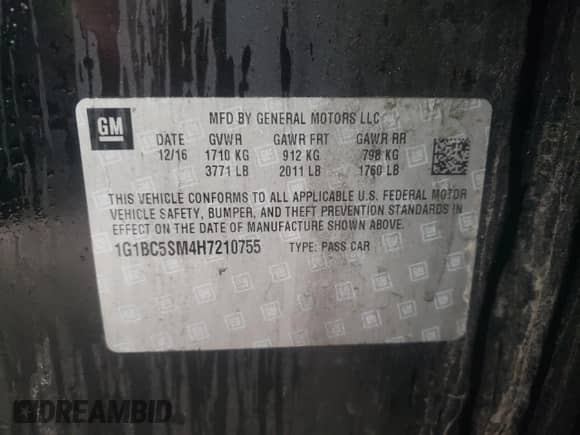 GM
MFD BY GENERAL MOTORS LLC
DATE GVWR GAWR FRT GAWR RR
12/16 1710 KG 912 KG 798 KG
3771 LB 2011 LB 1760 LB
THIS VEHICLE CONFORMS TO ALL APPLICABLE U.S. FEDERAL MOTOR
VEHICLE SAFETY, BUMPER, AND THEFT PREVENTION STANDARDS IN
EFFECT ON THE DATE OF MANUFACTURE SHOWN ABOVE.
1G1BC5SM4H7210755 TYPE: PASS CAR
DREAMBID